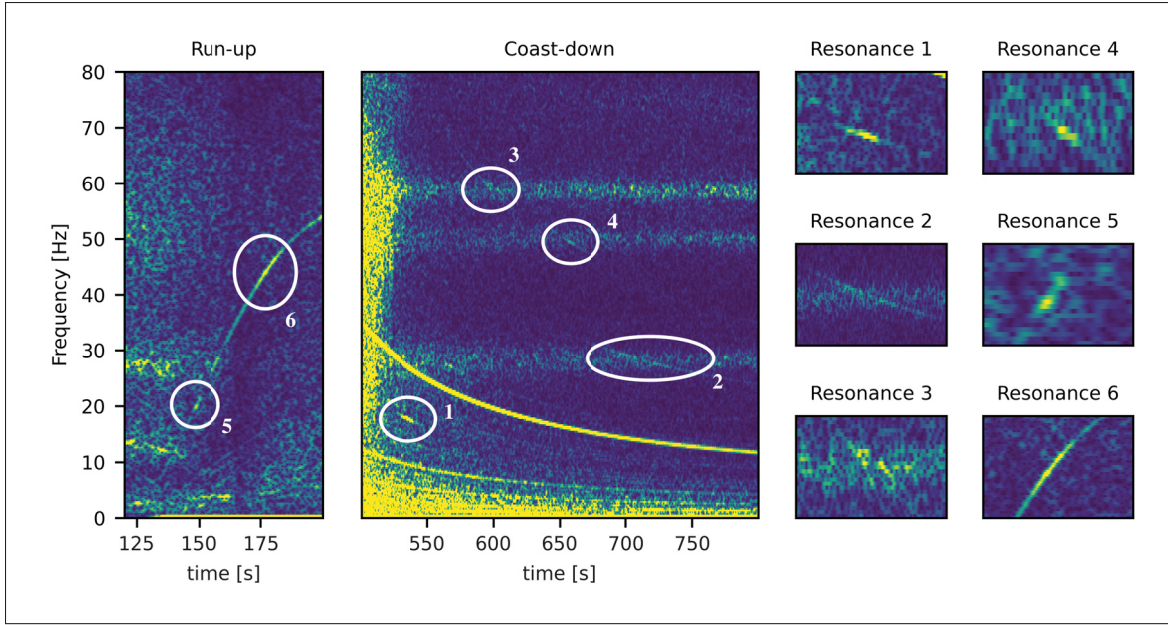 Run-up
Coast-down
Resonance 1
Resonance 4
Frequency [Hz]
80
70
60
50
40
30
20
10
0
6
5
125
150
175
time [s]
3
4
2
1
550
600
650
700
750
time [s]
Resonance 2
Resonance 5
Resonance 3
Resonance 6